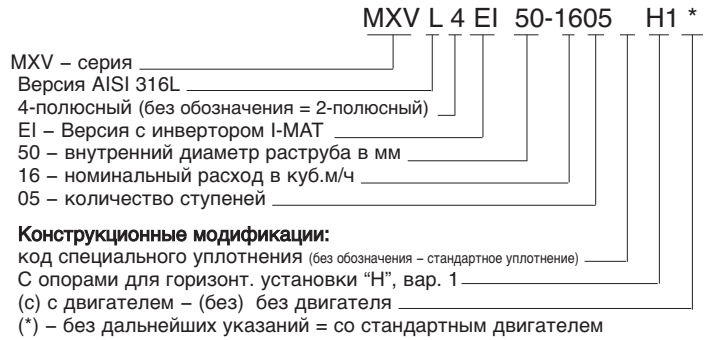 MXV L 4 EI 50-1605 H1 *
MXV – серия
Версия AISI 316L
4-полюсный (без обозначения = 2-полюсный)
EI – Версия с инвертором I-MAT
50 – внутренний диаметр раструба в мм
16 – номинальный расход в куб.м/ч
05 – количество ступеней
Конструкционные модификации:
код специального уплотнения (без обозначения – стандартное уплотнение)
С опорами для горизонт. установки “H”, вар. 1
(с) с двигателем – (без) без двигателя
(*) – без дальнейших указаний = со стандартным двигателем